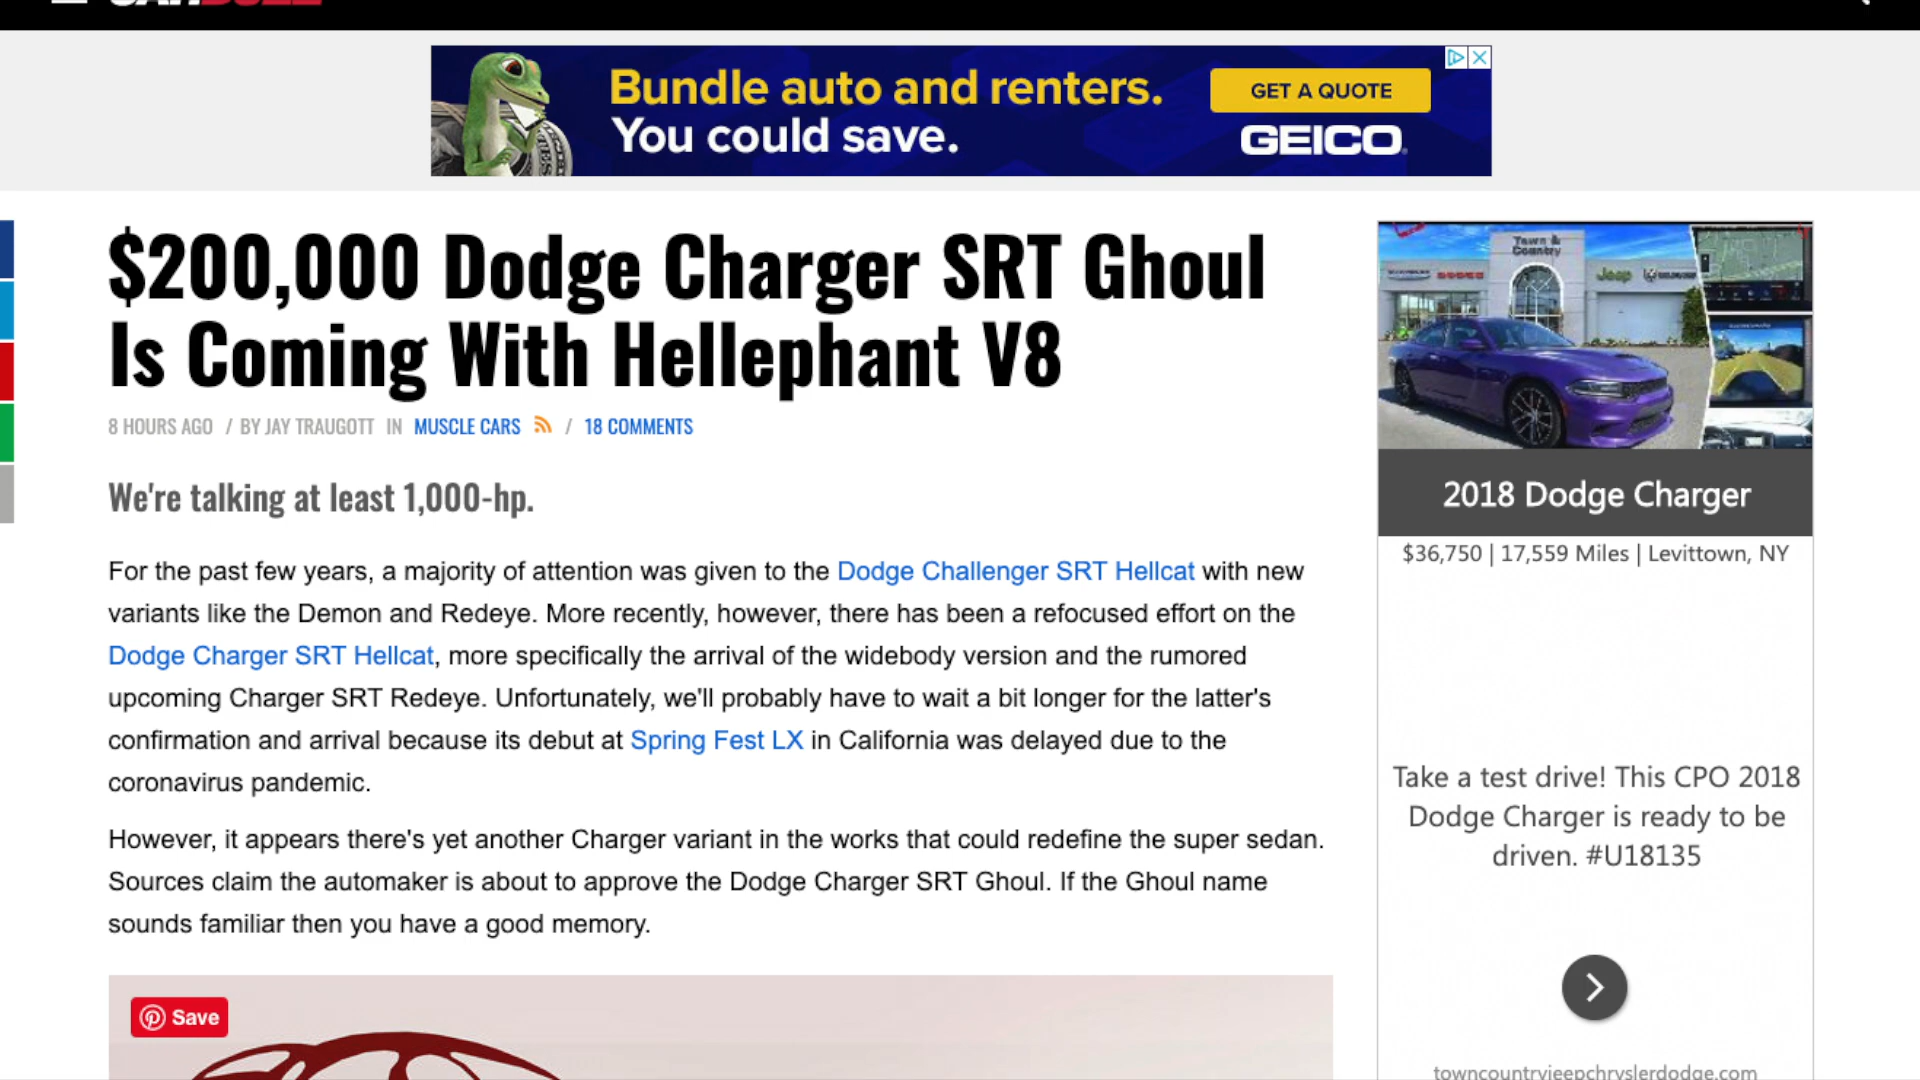 Bundle auto and renters.
You could save.
GET A QUOTE
GEICO
$200,000 Dodge Charger SRT Ghoul
Is Coming With Hellephant V8
8 HOURS AGO / BY JAY TRAUGOTT IN MUSCLE CARS / 18 COMMENTS
We're talking at least 1,000-hp.
For the past few years, a majority of attention was given to the Dodge Challenger SRT Hellcat with new
variants like the Demon and Redeye. More recently, however, there has been a refocused effort on the
Dodge Charger SRT Hellcat, more specifically the arrival of the widebody version and the rumored
upcoming Charger SRT Redeye. Unfortunately, we'll probably have to wait a bit longer for the latter's
confirmation and arrival because its debut at Spring Fest LX in California was delayed due to the
coronavirus pandemic.
However, it appears there's yet another Charger variant in the works that could redefine the super sedan.
Sources claim the automaker is about to approve the Dodge Charger SRT Ghoul. If the Ghoul name
sounds familiar then you have a good memory.
Save
Town &
Country
Jeep
2018 Dodge Charger
$36,750 | 17,559 Miles | Levittown, NY
Take a test drive! This CPO 2018
Dodge Charger is ready to be
driven. #U18135
towncountryjeepchryslerdodge.com